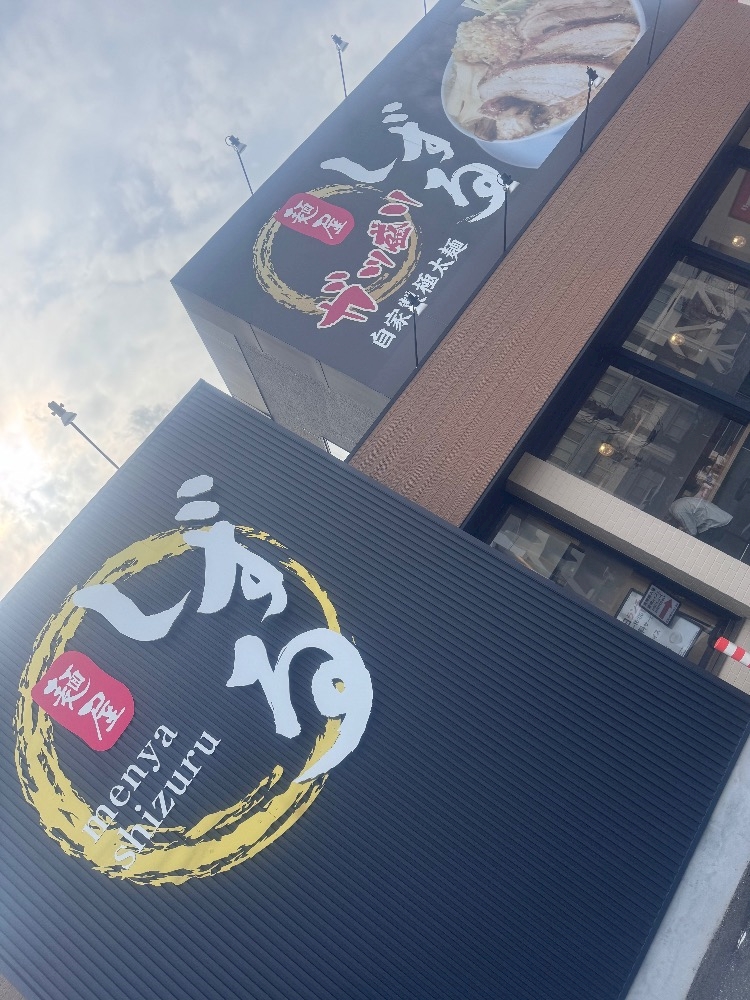 しずる
麺屋
ガツ盛ツ
自家製極太麺
しずる
麺屋
menya
shizuru